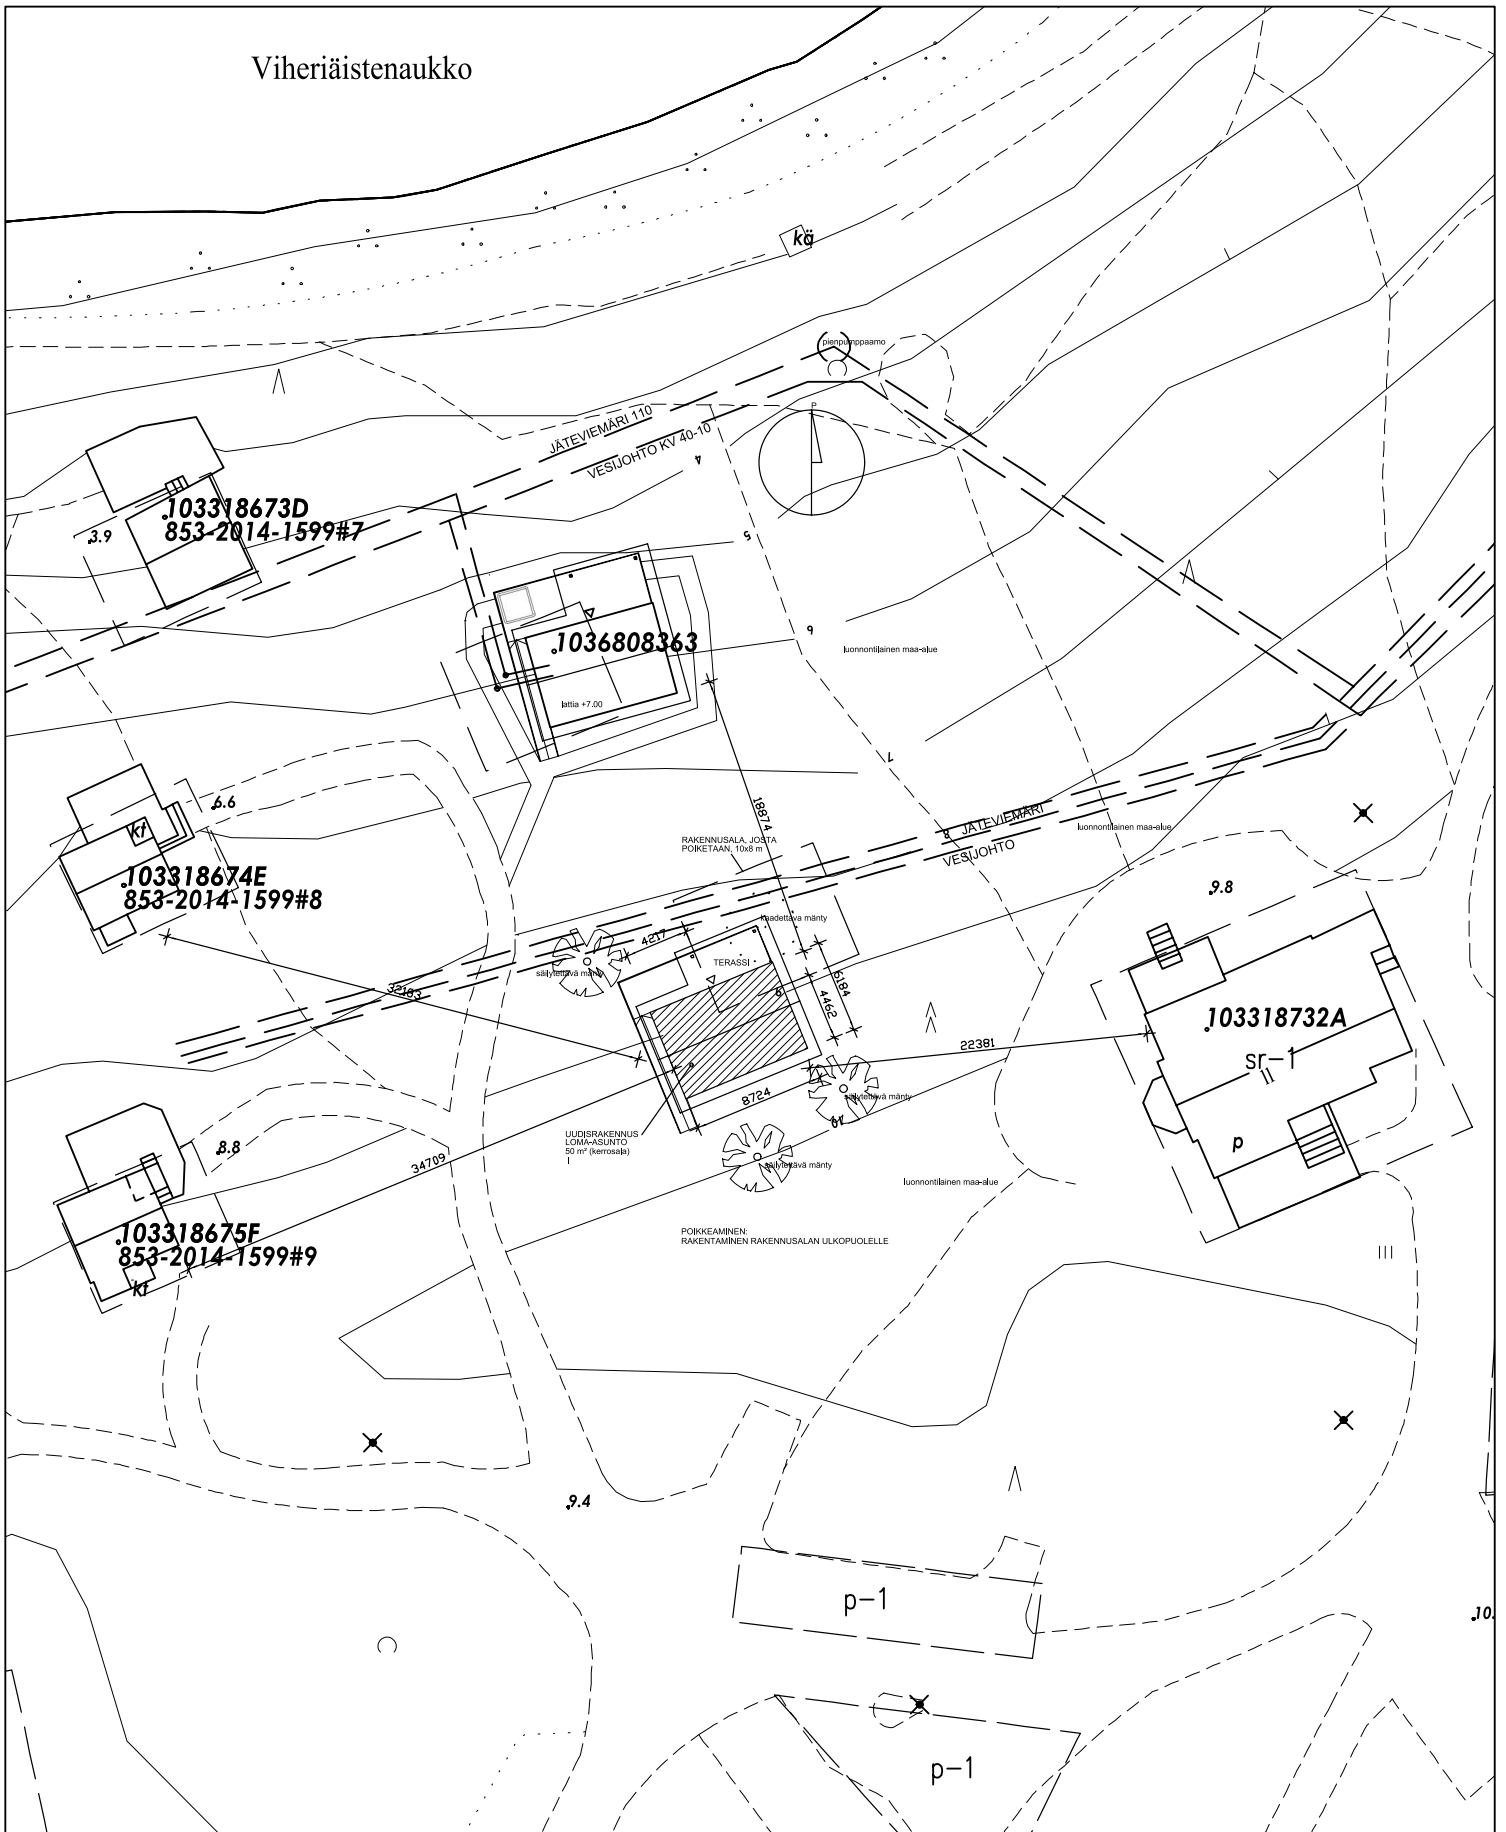 Viheriäistenaukko
kä
pienpumppaamo
P
JÄTEVIEMÄRI 110
VESIJOHTO KV 40-10
4
103318673D
853-2014-1599#7
3.9
5
1036808363
6
luonnontilainen maa-alue
lattia +7.00
7
18874
6.6
kt
103318674E
853-2014-1599#8
RAKENNUSALA, JOSTA
POIKETAAN, 10x8 m
8
JÄTEVIEMÄRI
VESIJOHTO
luonnontilainen maa-alue
9.8
kaadettava mänty
4217
säilytettävä mänty
TERASSI
32183
9
6184
4462
22381
103318732A
sr-1
II
p
8724
säilytettävä mänty
10
UUDISRAKENNUS
LOMA-ASUNTO
50 m² (kerrosala)
I
säilytettävä mänty
8.8
34709
luonnontilainen maa-alue
103318675F
853-2014-1599#9
kt
POIKKEAMINEN:
RAKENTAMINEN RAKENNUSALAN ULKOPUOLELLE
9.4
p-1
10.
p-1